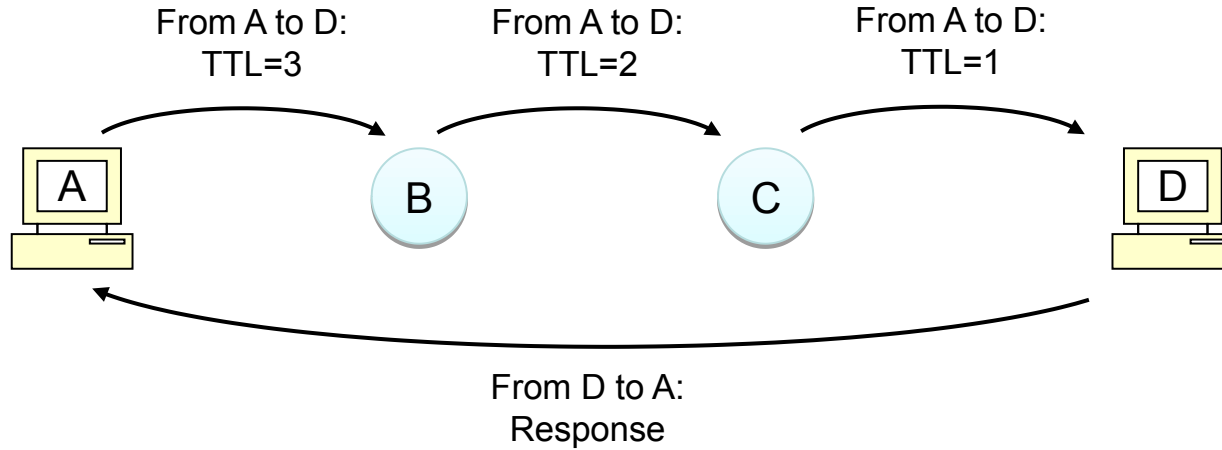 From A to D:
TTL=3
From A to D:
TTL=2
From A to D:
TTL=1
A
B
C
D
From D to A:
Response